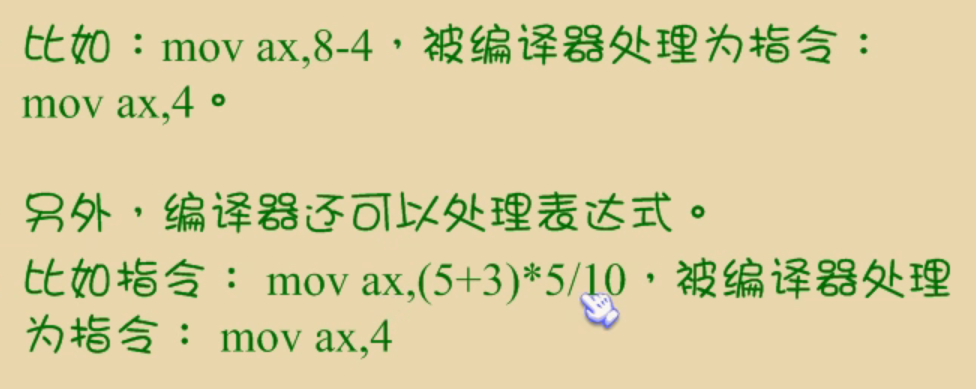 比如：mov ax,8-4，被编译器处理为指令：
mov ax,4。
另外，编译器还可以处理表达式。
比如指令： mov ax,(5+3)*5/10，被编译器处理
为指令： mov ax,4